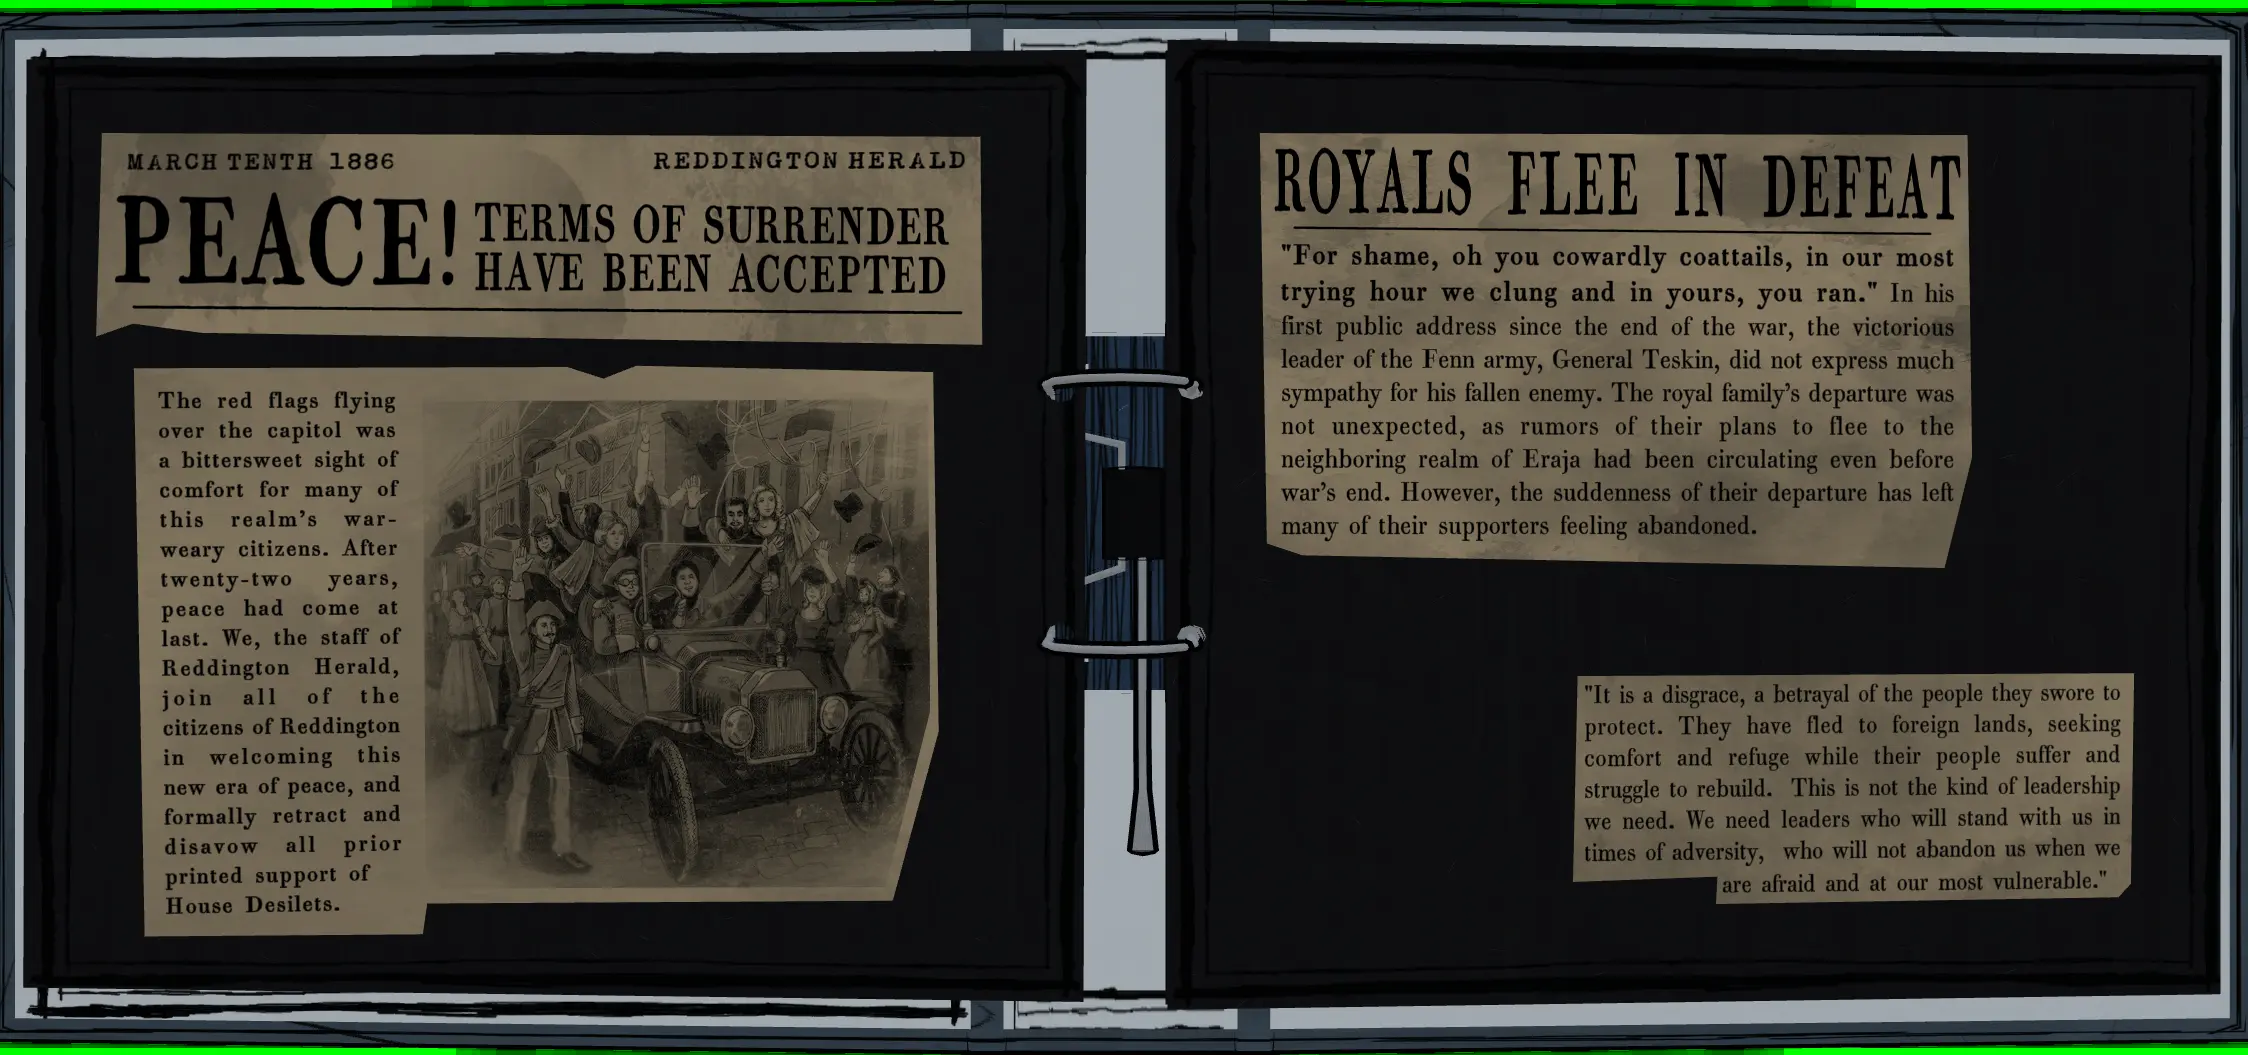 MARCH TENTH 1886
REDDINGTON HERALD
PEACE!
TERMS OF SURRENDER
HAVE BEEN ACCEPTED
The red flags flying
over the capitol was
a bittersweet sight of
comfort for many of
this realm's war-
weary citizens. After
twenty-two years,
peace had come at
last. We, the staff of
Reddington Herald,
join all of the
citizens of Reddington
in welcoming this
new era of peace, and
formally retract and
disavow all prior
printed support of
House Desilets.
ROYALS FLEE IN DEFEAT
"For shame, oh you cowardly coattails, in our most
trying hour we clung and in yours, you ran." In his
first public address since the end of the war, the victorious
leader of the Fenn army, General Teskin, did not express much
sympathy for his fallen enemy. The royal family's departure was
not unexpected, as rumors of their plans to flee to the
neighboring realm of Eraja had been circulating even before
war's end. However, the suddenness of their departure has left
many of their supporters feeling abandoned.
"It is a disgrace, a betrayal of the people they swore to
protect. They have fled to foreign lands, seeking
comfort and refuge while their people suffer and
struggle to rebuild. This is not the kind of leadership
we need. We need leaders who will stand with us in
times of adversity, who will not abandon us when we
are afraid and at our most vulnerable."